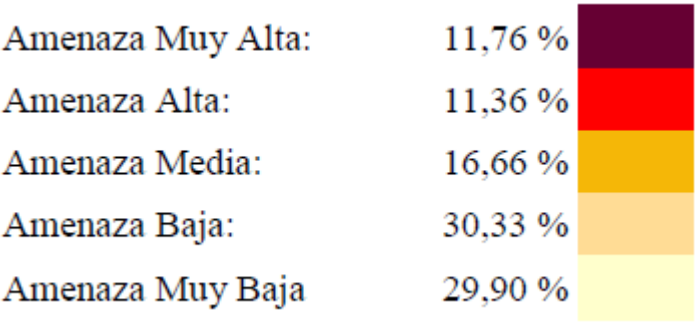 Amenaza Muy Alta: 11,76 %
Amenaza Alta: 11,36 %
Amenaza Media: 16,66 %
Amenaza Baja: 30,33 %
Amenaza Muy Baja 29,90 %